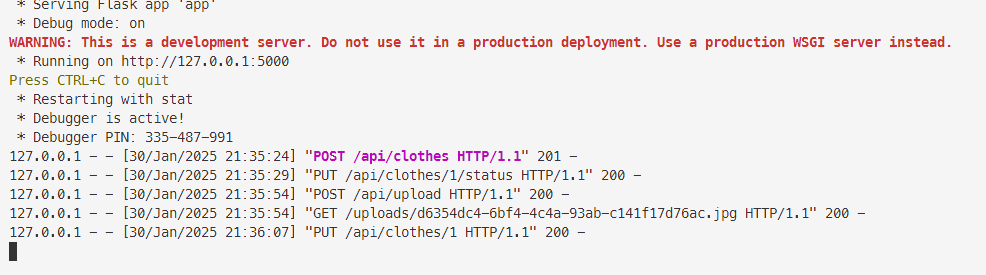 * Serving Flask app 'app'
* Debug mode: on
WARNING: This is a development server. Do not use it in a production deployment. Use a production WSGI server instead.
* Running on http://127.0.0.1:5000
Press CTRL+C to quit
* Restarting with stat
* Debugger is active!
* Debugger PIN: 335-487-991
127.0.0.1 - - [30/Jan/2025 21:35:24] "POST /api/clothes HTTP/1.1" 201 -
127.0.0.1 - - [30/Jan/2025 21:35:29] "PUT /api/clothes/1/status HTTP/1.1" 200 -
127.0.0.1 - - [30/Jan/2025 21:35:54] "POST /api/upload HTTP/1.1" 200 -
127.0.0.1 - - [30/Jan/2025 21:35:54] "GET /uploads/d6354dc4-6bf4-4c4a-93ab-c141f17d76ac.jpg HTTP/1.1" 200 -
127.0.0.1 - - [30/Jan/2025 21:36:07] "PUT /api/clothes/1 HTTP/1.1" 200 -